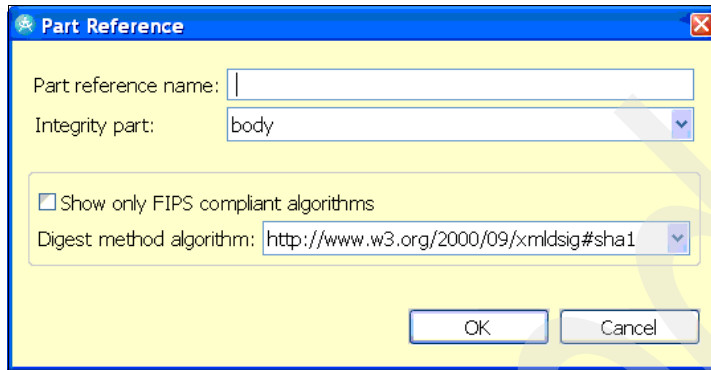 Part Reference
Part reference name:
Integrity part: body
Show only FIPS compliant algorithms
Digest method algorithm: http://www.w3.org/2000/09/xmldsig#sha1
OK Cancel